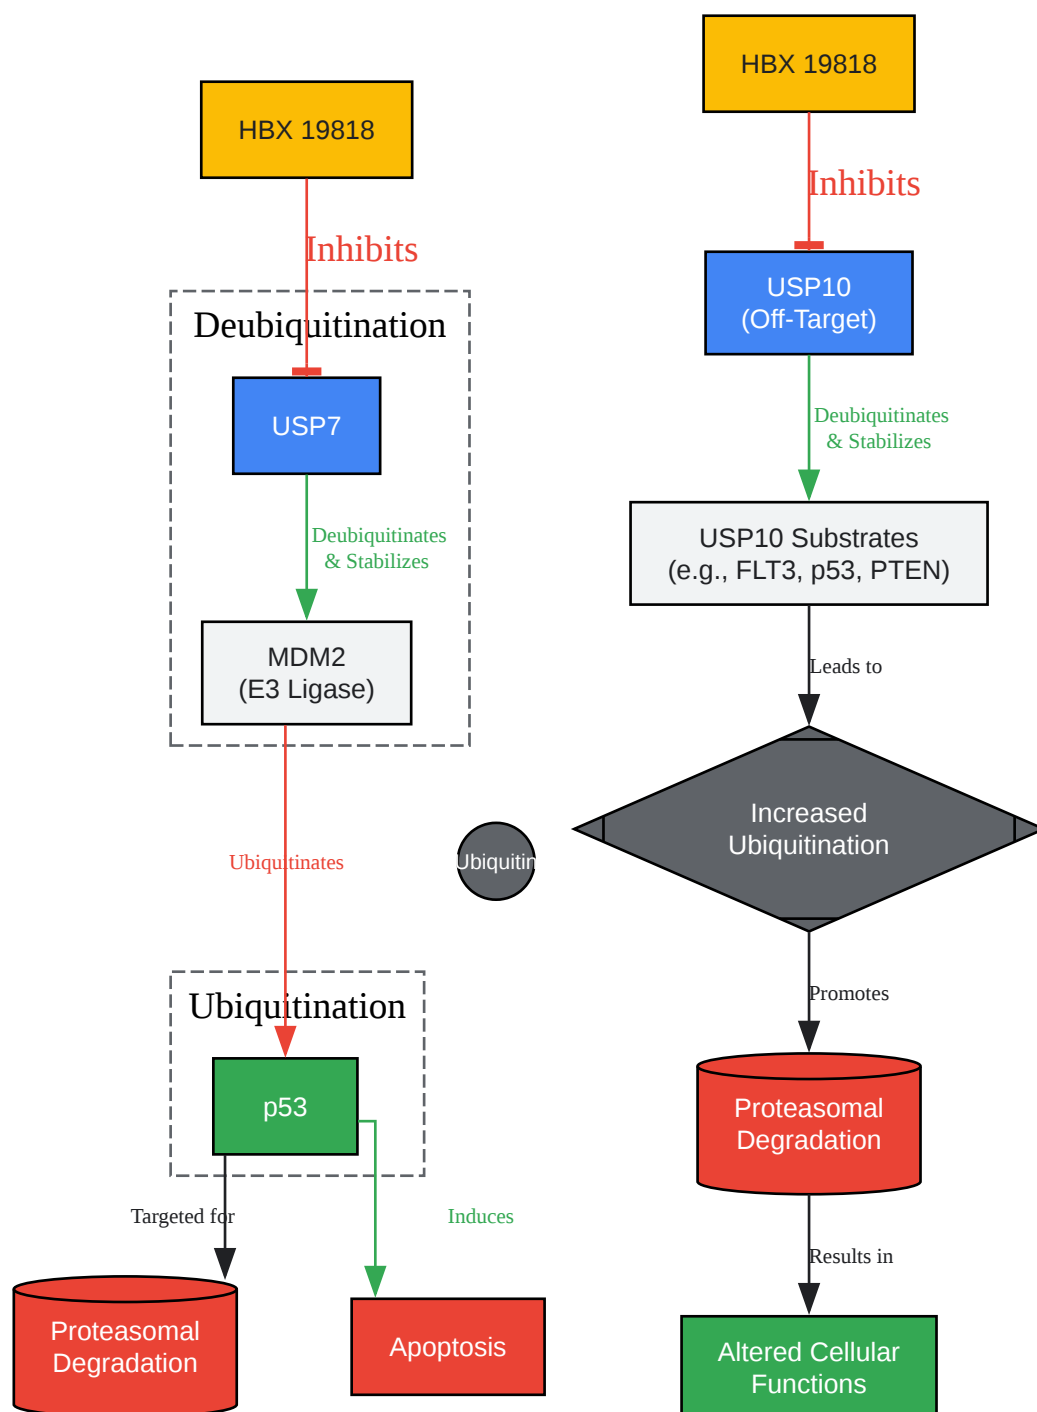 HBX 19818
Inhibits
Deubiquitination
USP7
Deubiquitinates
& Stabilizes
MDM2
(E3 Ligase)
Ubiquitinates
Ubiquitin
Ubiquitination
p53
Targeted for
Induces
Proteasomal
Degradation
Apoptosis
HBX 19818
Inhibits
USP10
(Off-Target)
Deubiquitinates
& Stabilizes
USP10 Substrates
(e.g., FLT3, p53, PTEN)
Leads to
Increased
Ubiquitination
Promotes
Proteasomal
Degradation
Results in
Altered Cellular
Functions